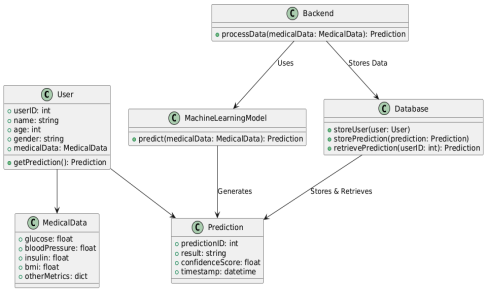 C Backend
processData(medicalData: MedicalData): Prediction
Uses
Stores Data
C User
userID: int
name: string
age: int
gender: string
medicalData: MedicalData
getPrediction(): Prediction
C MachineLearningModel
predict(medicalData: MedicalData): Prediction
C Database
storeUser(user: User)
storePrediction(prediction: Prediction)
retrievePrediction(userID: int): Prediction
Generates
Stores & Retrieves
C MedicalData
glucose: float
bloodPressure: float
insulin: float
bmi: float
otherMetrics: dict
C Prediction
predictionID: int
result: string
confidenceScore: float
timestamp: datetime